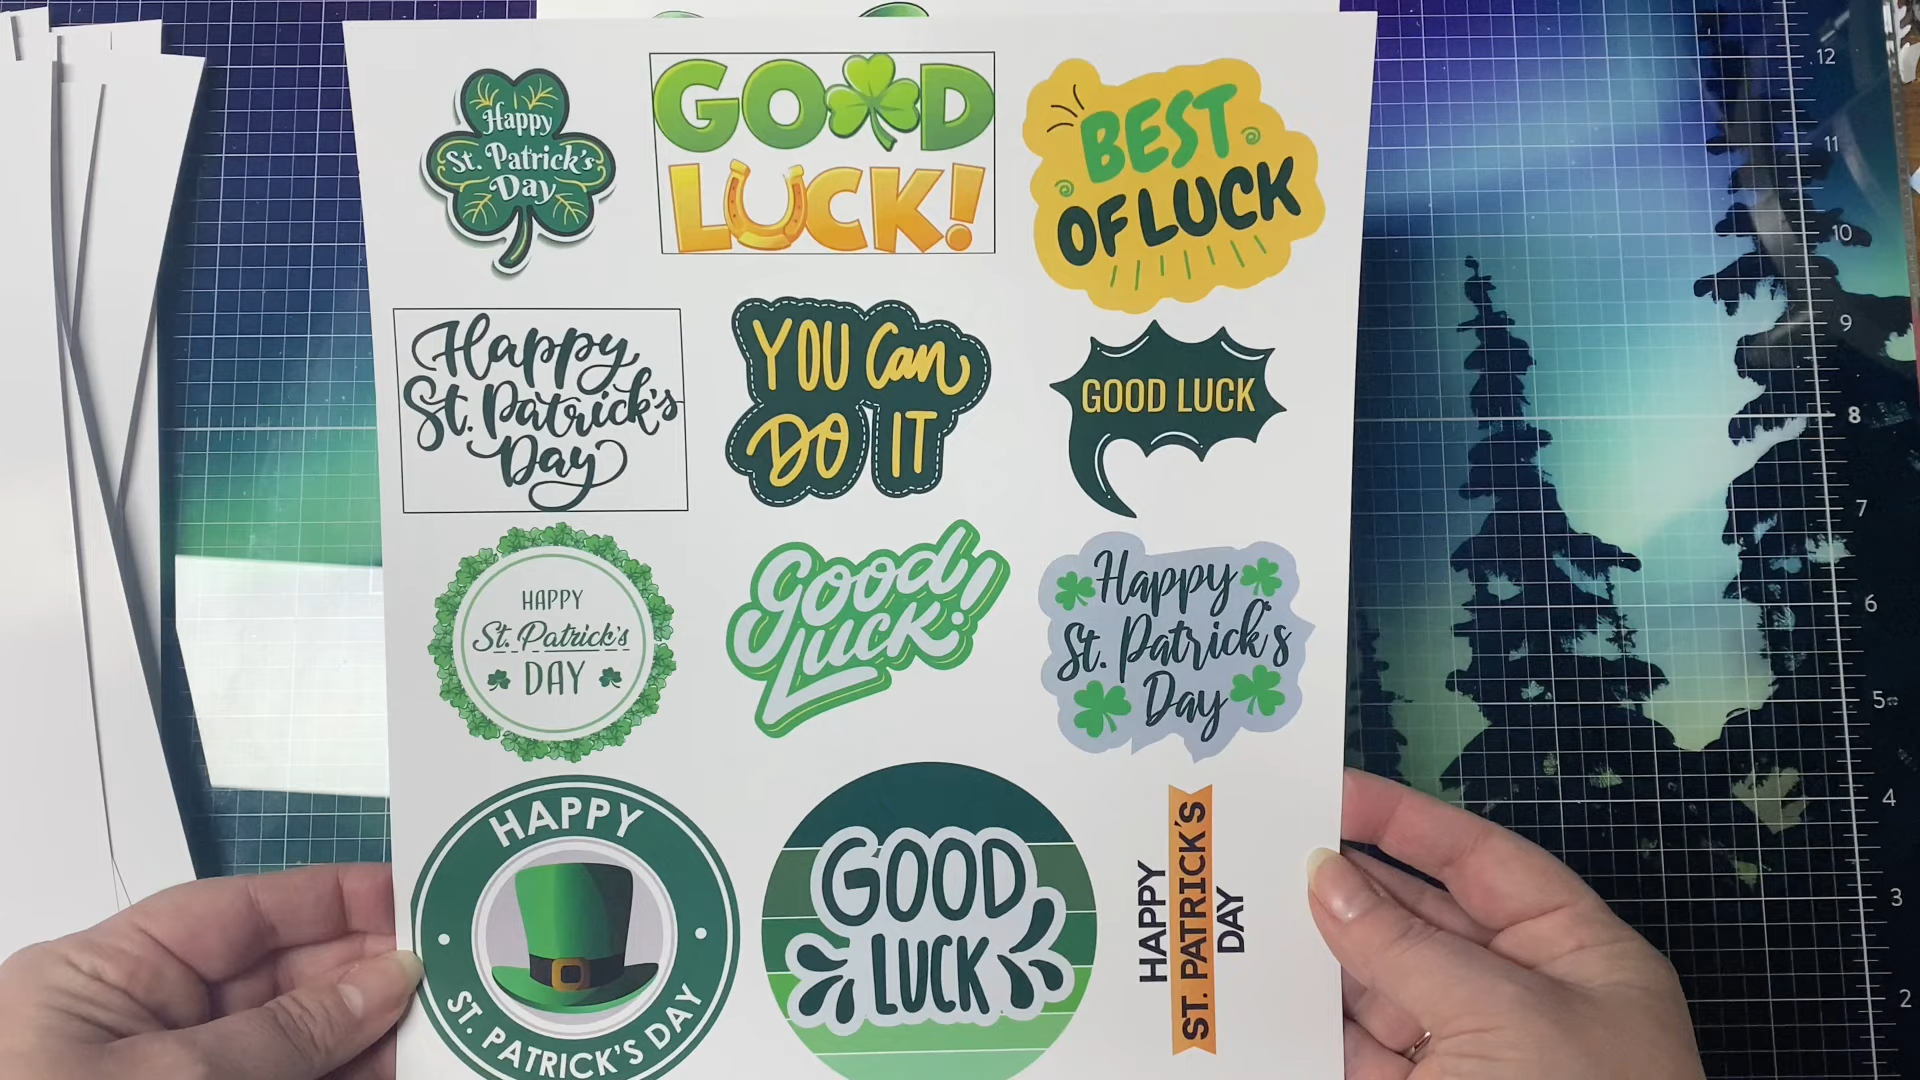 Happy
St. Patrick's
Day
GOOD
LUCK!
BEST
OF LUCK
Happy
St. Patrick's
Day
YOU Can
DO IT
GOOD LUCK
HAPPY
St. Patrick's
DAY
Good
Luck!
Happy
St. Patrick's
Day
HAPPY
ST. PATRICK'S DAY
GOOD
LUCK
HAPPY
ST. PATRICK'S
DAY
12
11
10
9
8
7
6
5
4
3
2